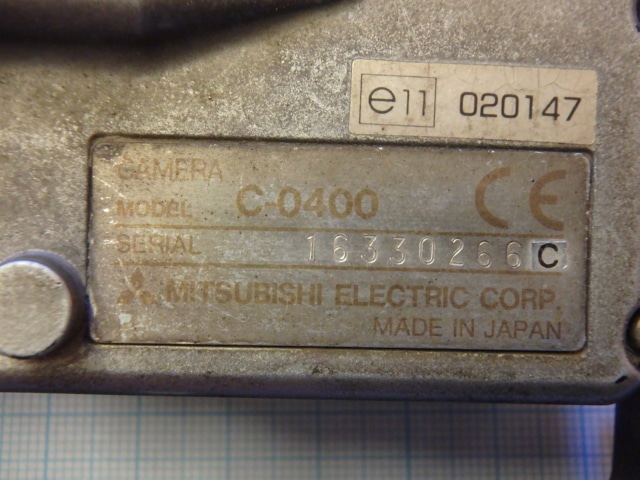 e11 020147
CAMERA
MODEL C-0400 CE
SERIAL 16330266 C
MITSUBISHI ELECTRIC CORP.
MADE IN JAPAN